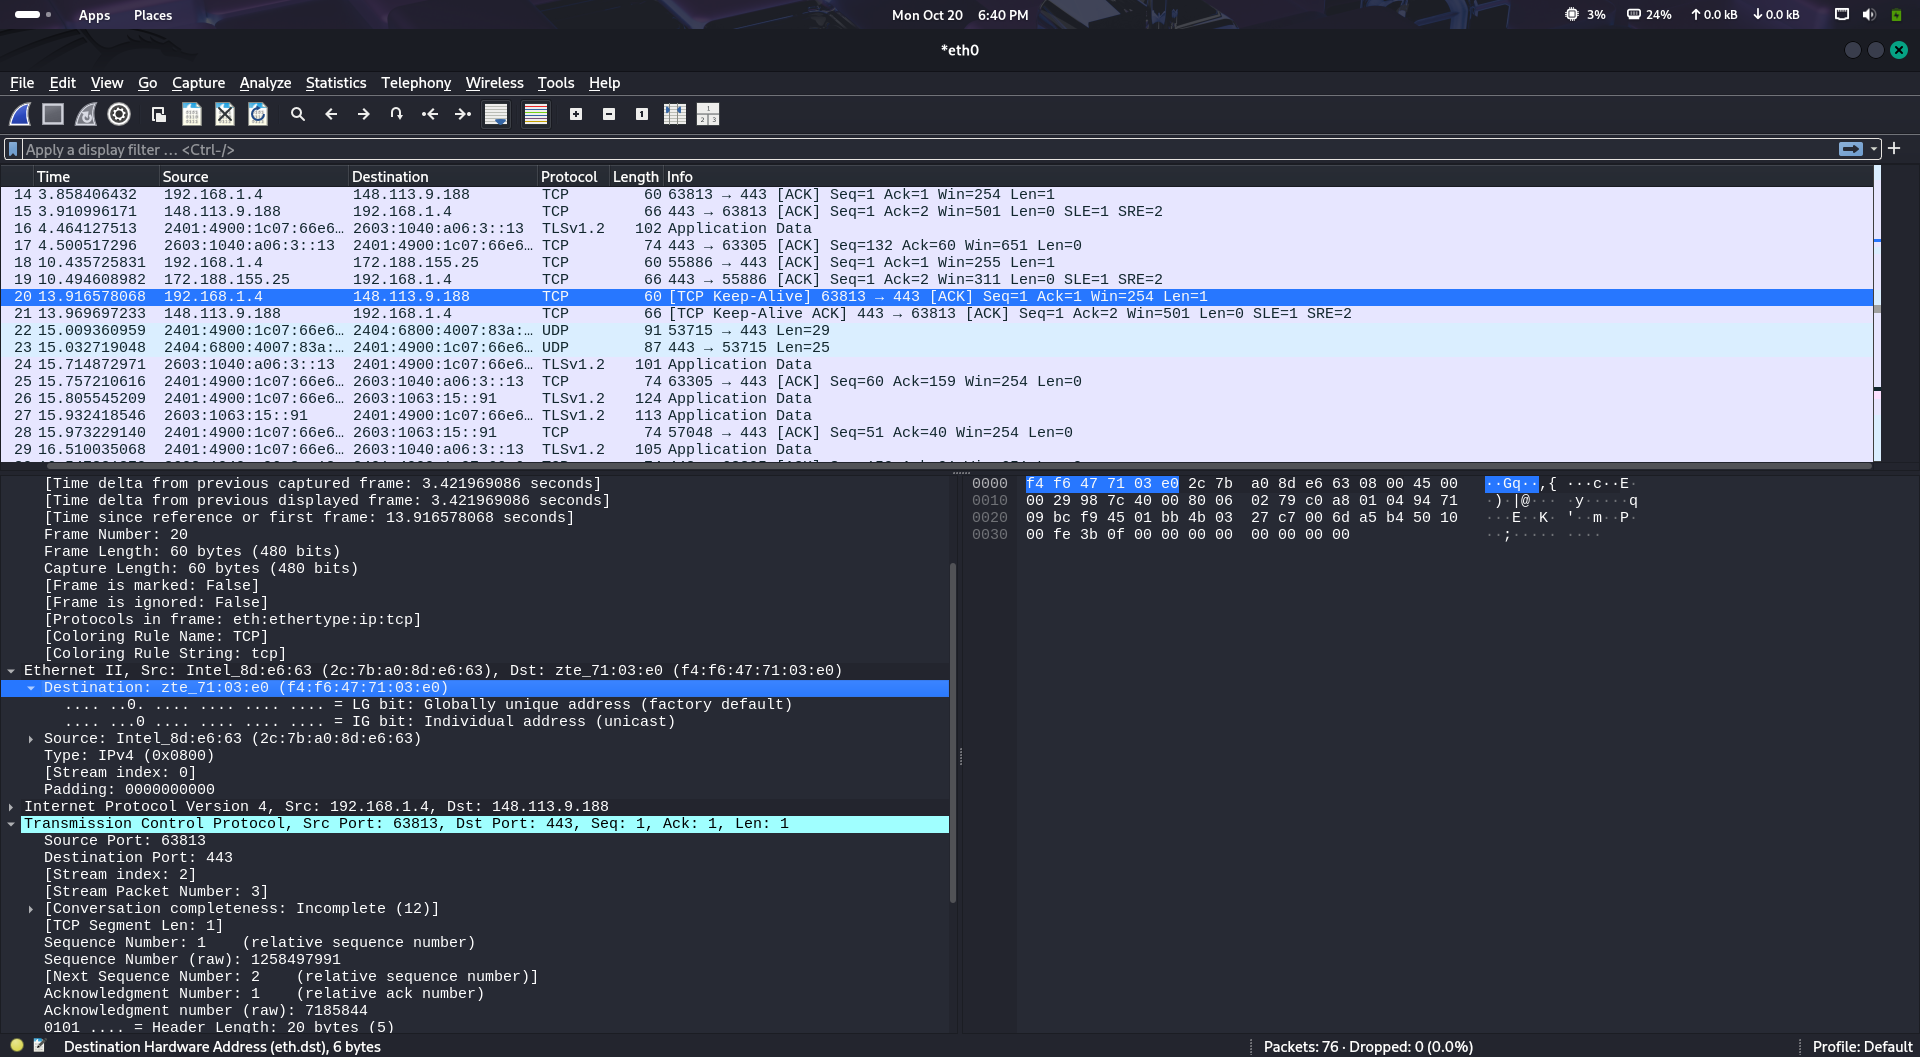 Apps Places Mon Oct 20 6:40 PM 3% 24% 0.0 kB 0.0 kB
*eth0
File Edit View Go Capture Analyze Statistics Telephony Wireless Tools Help
Apply a display filter … <Ctrl-/>
Time Source Destination Protocol Length Info
14 3.858406432 192.168.1.4 148.113.9.188 TCP 60 63813 → 443 [ACK] Seq=1 Ack=1 Win=254 Len=1
15 3.910996171 148.113.9.188 192.168.1.4 TCP 66 443 → 63813 [ACK] Seq=1 Ack=2 Win=501 Len=0 SLE=1 SRE=2
16 4.464127513 2401:4900:1c07:66e6… 2603:1040:a06:3::13 TLSv1.2 102 Application Data
17 4.500517296 2603:1040:a06:3::13 2401:4900:1c07:66e6… TCP 74 443 → 63305 [ACK] Seq=132 Ack=60 Win=651 Len=0
18 10.435725831 192.168.1.4 172.188.155.25 TCP 60 55886 → 443 [ACK] Seq=1 Ack=1 Win=255 Len=1
19 10.494608982 172.188.155.25 192.168.1.4 TCP 66 443 → 55886 [ACK] Seq=1 Ack=2 Win=311 Len=0 SLE=1 SRE=2
20 13.916578068 192.168.1.4 148.113.9.188 TCP 60 [TCP Keep-Alive] 63813 → 443 [ACK] Seq=1 Ack=1 Win=254 Len=1
21 13.969697233 148.113.9.188 192.168.1.4 TCP 66 [TCP Keep-Alive ACK] 443 → 63813 [ACK] Seq=1 Ack=2 Win=501 Len=0 SLE=1 SRE=2
22 15.009360959 2401:4900:1c07:66e6… 2404:6800:4007:83a:… UDP 91 53715 → 443 Len=29
23 15.032719048 2404:6800:4007:83a:… 2401:4900:1c07:66e6… UDP 87 443 → 53715 Len=25
24 15.714872971 2603:1040:a06:3::13 2401:4900:1c07:66e6… TLSv1.2 101 Application Data
25 15.757210616 2401:4900:1c07:66e6… 2603:1040:a06:3::13 TCP 74 63305 → 443 [ACK] Seq=60 Ack=159 Win=254 Len=0
26 15.805545209 2401:4900:1c07:66e6… 2603:1063:15::91 TLSv1.2 124 Application Data
27 15.932418546 2603:1063:15::91 2401:4900:1c07:66e6… TLSv1.2 113 Application Data
28 15.973229140 2401:4900:1c07:66e6… 2603:1063:15::91 TCP 74 57048 → 443 [ACK] Seq=51 Ack=40 Win=254 Len=0
29 16.510035068 2401:4900:1c07:66e6… 2603:1040:a06:3::13 TLSv1.2 105 Application Data
[Time delta from previous captured frame: 3.421969086 seconds]
[Time delta from previous displayed frame: 3.421969086 seconds]
[Time since reference or first frame: 13.916578068 seconds]
Frame Number: 20
Frame Length: 60 bytes (480 bits)
Capture Length: 60 bytes (480 bits)
[Frame is marked: False]
[Frame is ignored: False]
[Protocols in frame: eth:ethertype:ip:tcp]
[Coloring Rule Name: TCP]
[Coloring Rule String: tcp]
Ethernet II, Src: Intel_8d:e6:63 (2c:7b:a0:8d:e6:63), Dst: zte_71:03:e0 (f4:f6:47:71:03:e0)
Destination: zte_71:03:e0 (f4:f6:47:71:03:e0)
.... ..0. .... .... .... .... = LG bit: Globally unique address (factory default)
.... ...0 .... .... .... .... = IG bit: Individual address (unicast)
Source: Intel_8d:e6:63 (2c:7b:a0:8d:e6:63)
Type: IPv4 (0x0800)
[Stream index: 0]
Padding: 0000000000
Internet Protocol Version 4, Src: 192.168.1.4, Dst: 148.113.9.188
Transmission Control Protocol, Src Port: 63813, Dst Port: 443, Seq: 1, Ack: 1, Len: 1
Source Port: 63813
Destination Port: 443
[Stream index: 2]
[Stream Packet Number: 3]
[Conversation completeness: Incomplete (12)]
[TCP Segment Len: 1]
Sequence Number: 1    (relative sequence number)
Sequence Number (raw): 1258497991
[Next Sequence Number: 2    (relative sequence number)]
Acknowledgment Number: 1    (relative ack number)
Acknowledgment number (raw): 7185844
0101 .... = Header Length: 20 bytes (5)
0000 f4 f6 47 71 03 e0 2c 7b a0 8d e6 63 08 00 45 00 ··Gq··,{ ···c··E·
0010 00 29 98 7c 40 00 80 06 02 79 c0 a8 01 04 94 71 ·)·|@··· ·y·····q
0020 09 bc f9 45 01 bb 4b 03 27 c7 00 6d a5 b4 50 10 ···E··K· '··m··P·
0030 00 fe 3b 0f 00 00 00 00 00 00 00 00 ··;····· ····
Destination Hardware Address (eth.dst), 6 bytes Packets: 76 · Dropped: 0 (0.0%) Profile: Default